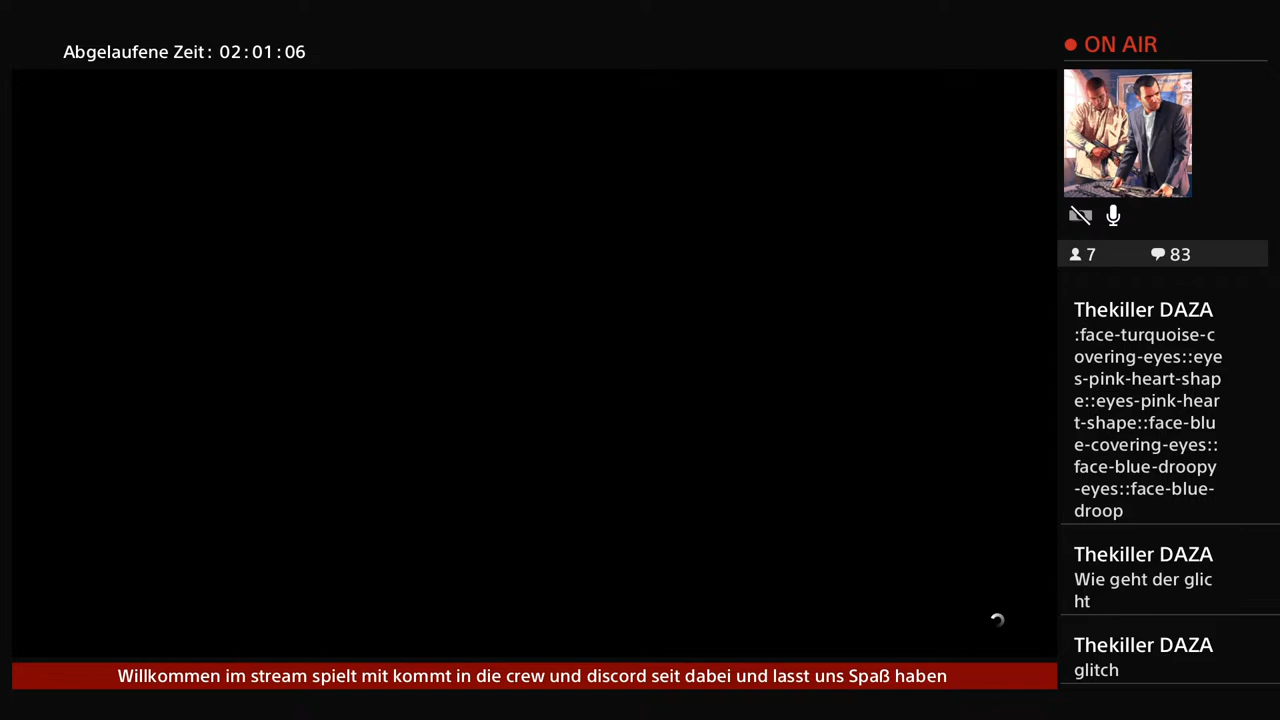 Abgelaufene Zeit: 02:01:06
ON AIR
7
83
Thekiller DAZA
:face-turquoise-c
overing-eyes::eye
s-pink-heart-shap
e::eyes-pink-hear
t-shape::face-blu
e-covering-eyes::
face-blue-droopy
-eyes::face-blue-
droop
Thekiller DAZA
Wie geht der glic
ht
Thekiller DAZA
glitch
Willkommen im stream spielt mit kommt in die crew und discord seit dabei und lasst uns Spaß haben